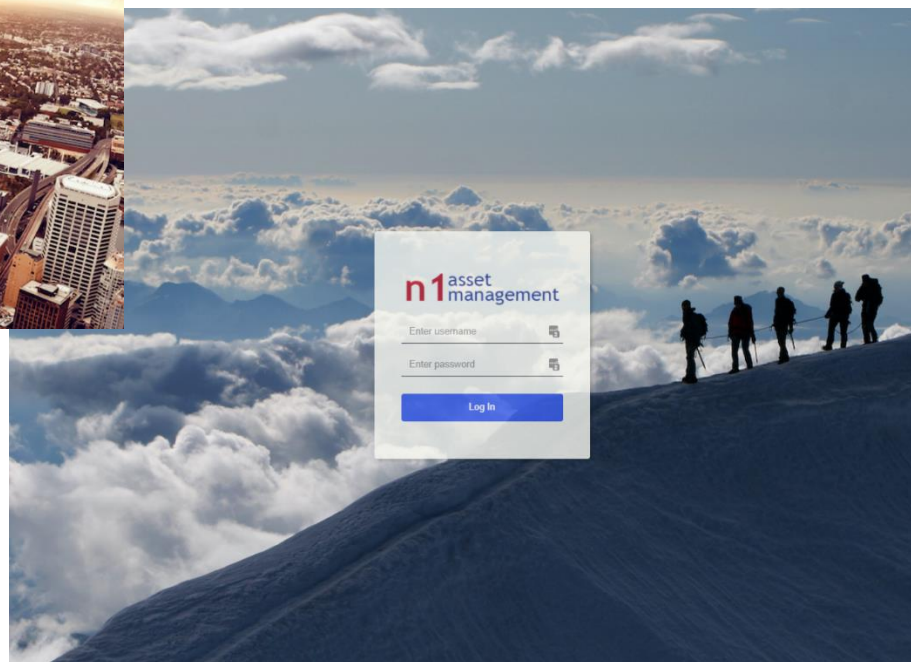 n1 asset
management
Enter username
Enter password
Log In